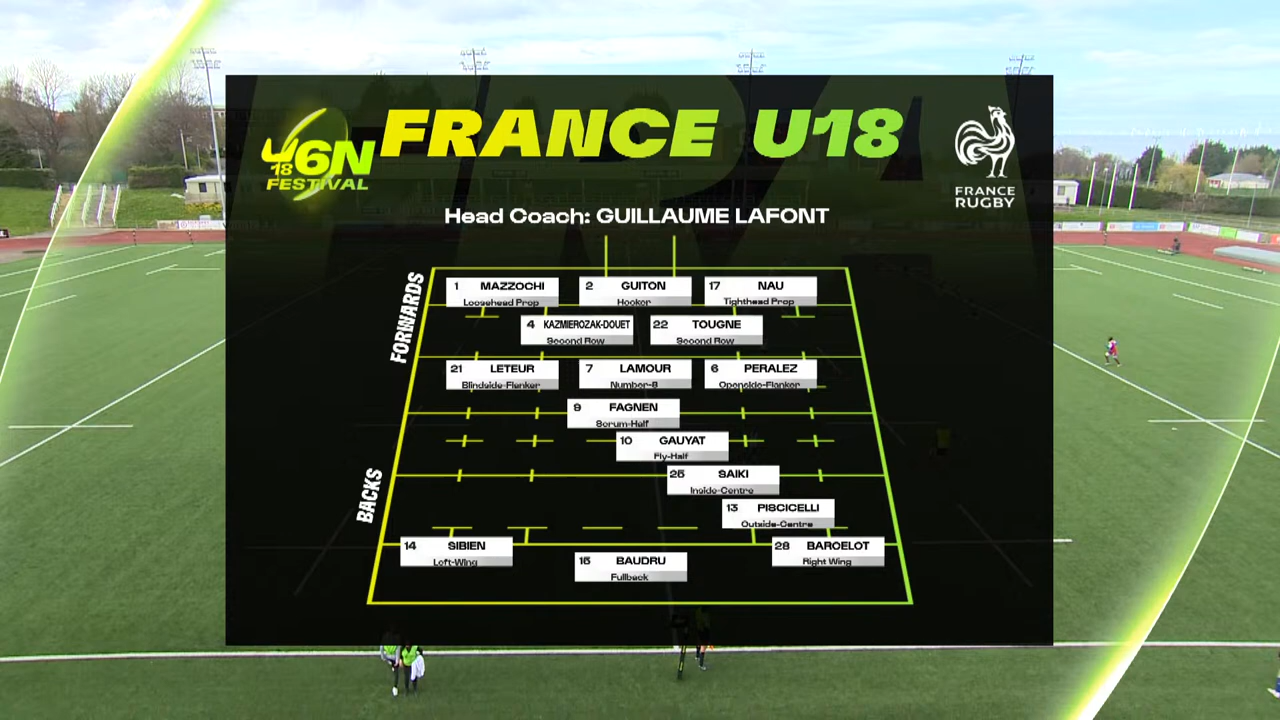 FRANCE U18
U6N
18
FESTIVAL
FRANCE
RUGBY
Head Coach: GUILLAUME LAFONT
FORWARDS
1 MAZZOCHI
Loosehead Prop
2 GUITON
Hooker
17 NAU
Tighthead Prop
4 KAZMIEROZAK-DOUET
Second Row
22 TOUGNE
Second Row
21 LETEUR
Blindside-Flanker
7 LAMOUR
Number-8
6 PERALEZ
Openside-Flanker
9 FAGNEN
Scrum-Half
10 GAUYAT
Fly-Half
BACKS
25 SAIKI
Inside-Centre
13 PISCICELLI
Outside-Centre
14 SIBIEN
Left-Wing
15 BAUDRU
Fullback
28 BARCELOT
Right Wing